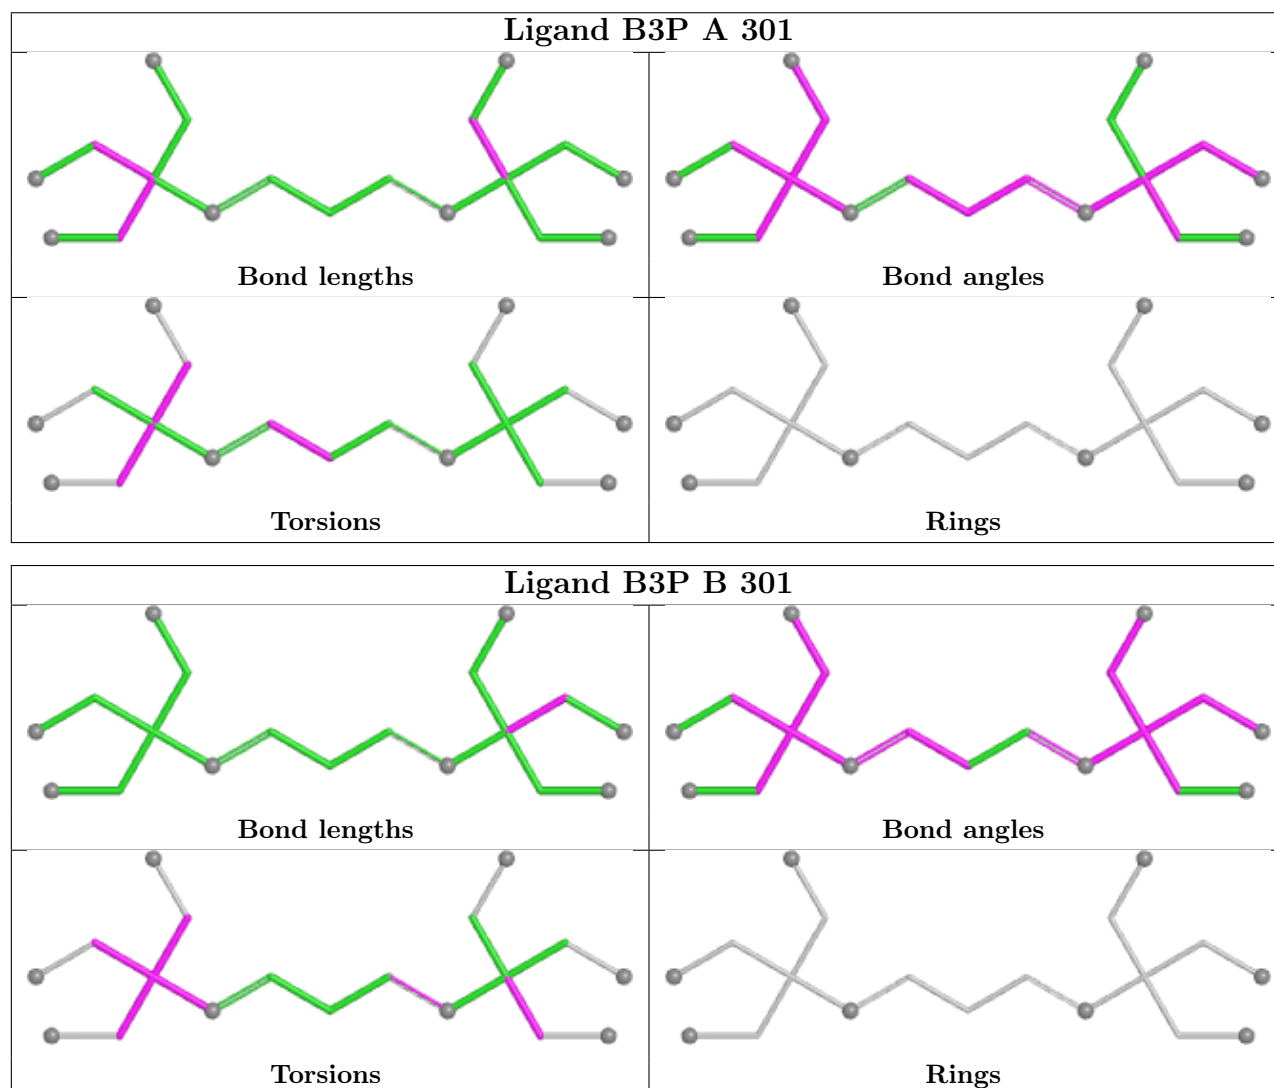 Ligand B3P A 301
Bond lengths
Bond angles
Torsions
Rings
Ligand B3P B 301
Bond lengths
Bond angles
Torsions
Rings